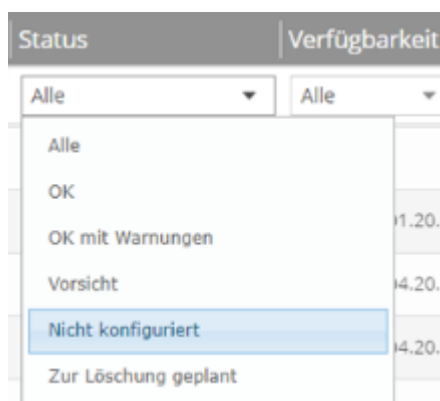 Status Verfügbarkeit
Alle Alle
Alle
OK
OK mit Warnungen
Vorsicht
Nicht konfiguriert
Zur Löschung geplant